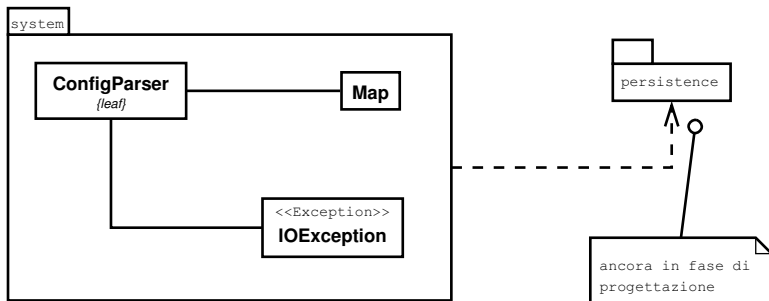 system
ConfigParser
{leaf}
Map
<<Exception>>
IOException
persistence
ancora in fase di
progettazione